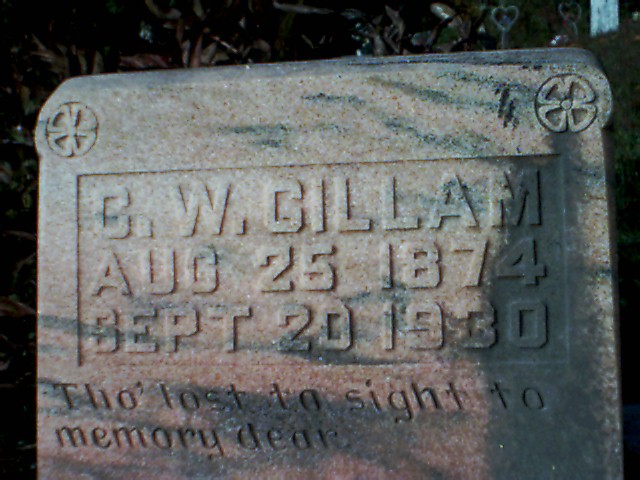 G. W. GILLAM
AUG 25 1874
SEPT 20 1930
Tho' lost to sight to
memory dear.